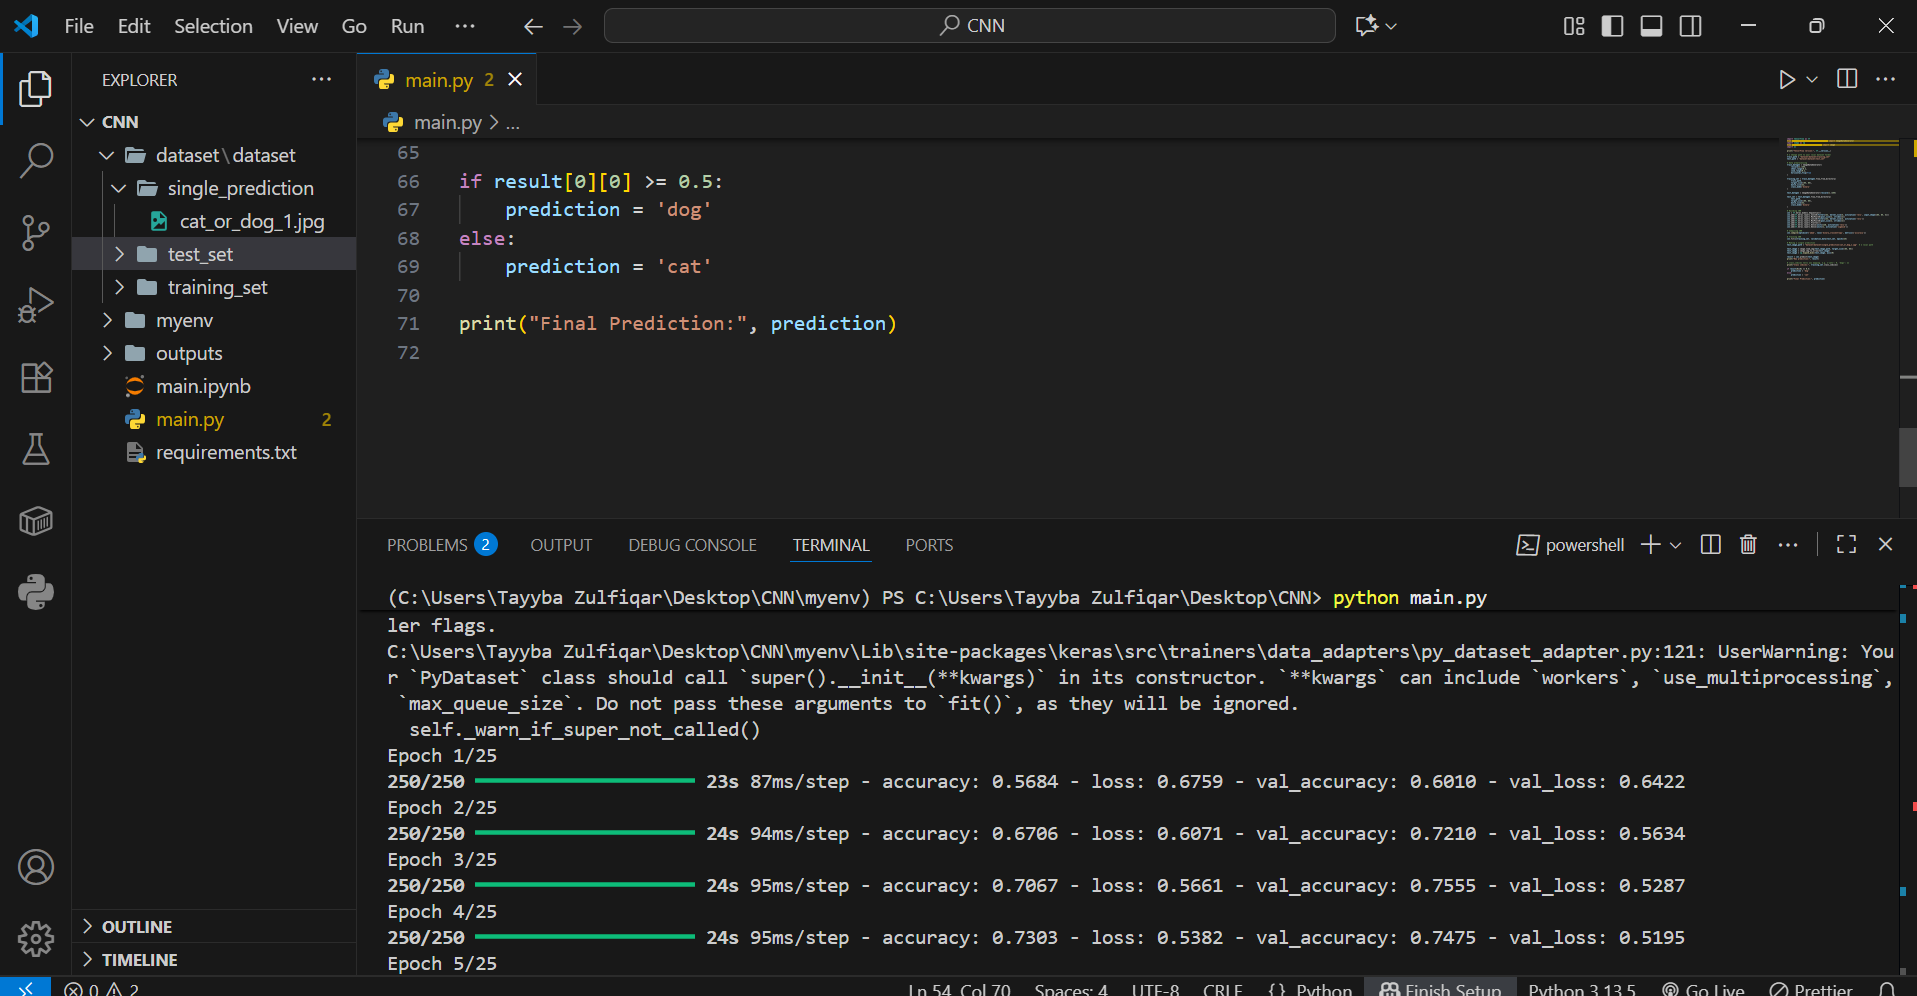 File Edit Selection View Go Run ··· CNN
EXPLORER ···
CNN
dataset\dataset
single_prediction
cat_or_dog_1.jpg
test_set
training_set
myenv
outputs
main.ipynb
main.py 2
requirements.txt
OUTLINE
TIMELINE
main.py 2
main.py > ...
65
66 if result[0][0] >= 0.5:
67 prediction = 'dog'
68 else:
69 prediction = 'cat'
70
71 print("Final Prediction:", prediction)
72
PROBLEMS 2 OUTPUT DEBUG CONSOLE TERMINAL PORTS powershell
(C:\Users\Tayyba Zulfiqar\Desktop\CNN\myenv) PS C:\Users\Tayyba Zulfiqar\Desktop\CNN> python main.py
ler flags.
C:\Users\Tayyba Zulfiqar\Desktop\CNN\myenv\Lib\site-packages\keras\src\trainers\data_adapters\py_dataset_adapter.py:121: UserWarning: You
r `PyDataset` class should call `super().__init__(**kwargs)` in its constructor. `**kwargs` can include `workers`, `use_multiprocessing`,
`max_queue_size`. Do not pass these arguments to `fit()`, as they will be ignored.
self._warn_if_super_not_called()
Epoch 1/25
250/250 23s 87ms/step - accuracy: 0.5684 - loss: 0.6759 - val_accuracy: 0.6010 - val_loss: 0.6422
Epoch 2/25
250/250 24s 94ms/step - accuracy: 0.6706 - loss: 0.6071 - val_accuracy: 0.7210 - val_loss: 0.5634
Epoch 3/25
250/250 24s 95ms/step - accuracy: 0.7067 - loss: 0.5661 - val_accuracy: 0.7555 - val_loss: 0.5287
Epoch 4/25
250/250 24s 95ms/step - accuracy: 0.7303 - loss: 0.5382 - val_accuracy: 0.7475 - val_loss: 0.5195
Epoch 5/25
0 2 Ln 54, Col 70 Spaces: 4 UTF-8 CRLF {} Python Finish Setup Python 3.13.5 Go Live Prettier